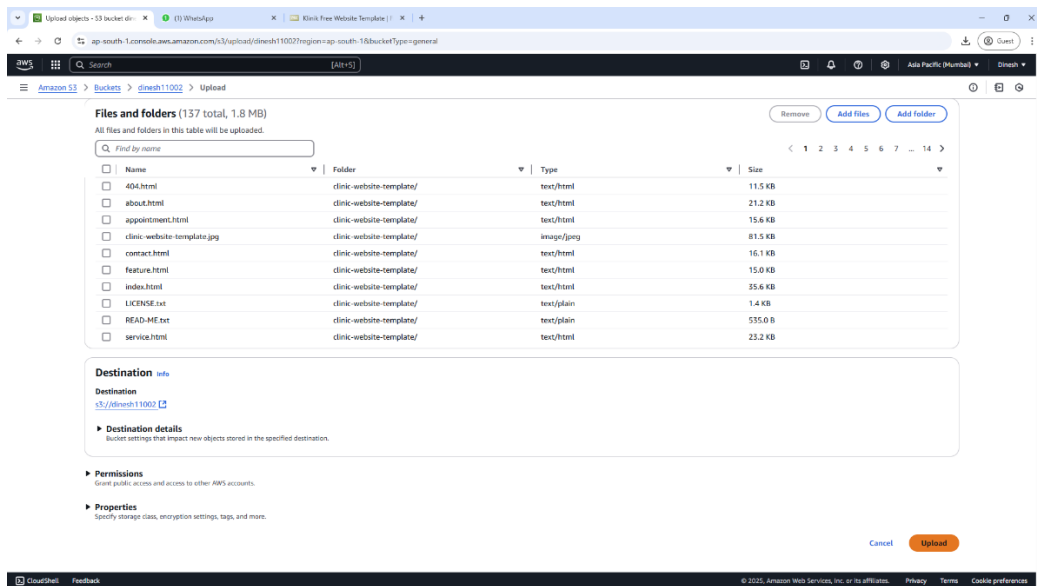 Upload objects - S3 bucket din
(1) WhatsApp
Klinik Free Website Template |
ap-south-1.console.aws.amazon.com/s3/upload/dinesh11002?region=ap-south-1&bucketType=general
Guest
aws
Search
[Alt+S]
Asia Pacific (Mumbai)
Dinesh
Amazon S3 > Buckets > dinesh11002 > Upload
Files and folders (137 total, 1.8 MB)
Remove
Add files
Add folder
All files and folders in this table will be uploaded.
Find by name
< 1 2 3 4 5 6 7 ... 14 >
Name Folder Type Size
404.html clinic-website-template/ text/html 11.5 KB
about.html clinic-website-template/ text/html 21.2 KB
appointment.html clinic-website-template/ text/html 15.6 KB
clinic-website-template.jpg clinic-website-template/ image/jpeg 81.5 KB
contact.html clinic-website-template/ text/html 16.1 KB
feature.html clinic-website-template/ text/html 15.0 KB
index.html clinic-website-template/ text/html 35.6 KB
LICENSE.txt clinic-website-template/ text/plain 1.4 KB
READ-ME.txt clinic-website-template/ text/plain 535.0 B
service.html clinic-website-template/ text/html 23.2 KB
Destination Info
Destination
s3://dinesh11002
Destination details
Bucket settings that impact new objects stored in the specified destination.
Permissions
Grant public access and access to other AWS accounts.
Properties
Specify storage class, encryption settings, tags, and more.
Cancel
Upload
CloudShell Feedback
© 2025, Amazon Web Services, Inc. or its affiliates. Privacy Terms Cookie preferences